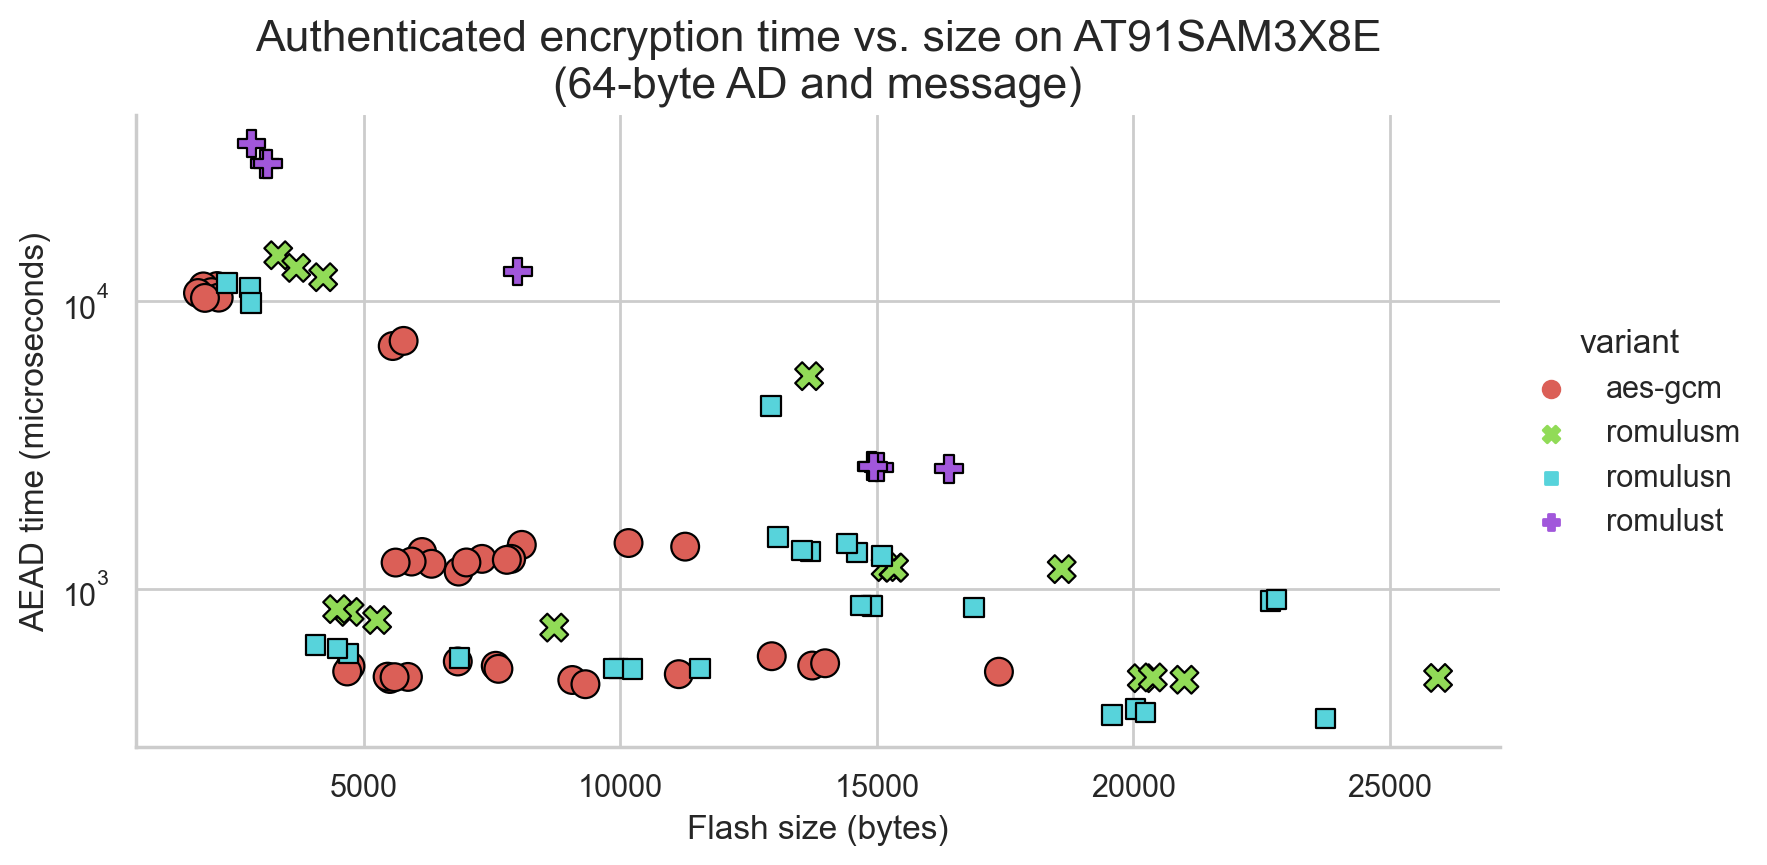 Authenticated encryption time vs. size on AT91SAM3X8E
(64-byte AD and message)
AEAD time (microseconds)
10^4
10^3
5000 10000 15000 20000 25000
Flash size (bytes)
variant
aes-gcm
romulusm
romulusn
romulust